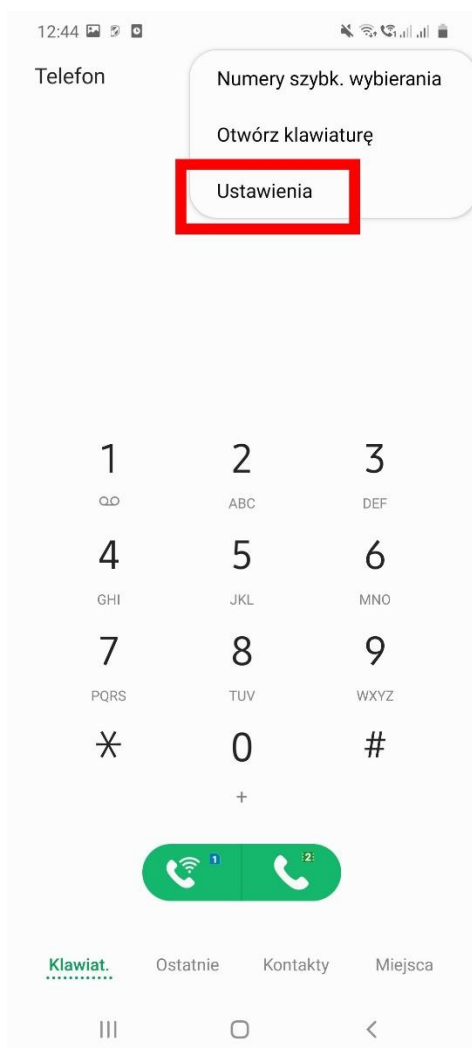 12:44
Telefon
Numery szybk. wybierania
Otwórz klawiaturę
Ustawienia
1 2 3
ABC DEF
4 5 6
GHI JKL MNO
7 8 9
PQRS TUV WXYZ
* 0 #
+
1 2
Klawiat. Ostatnie Kontakty Miejsca